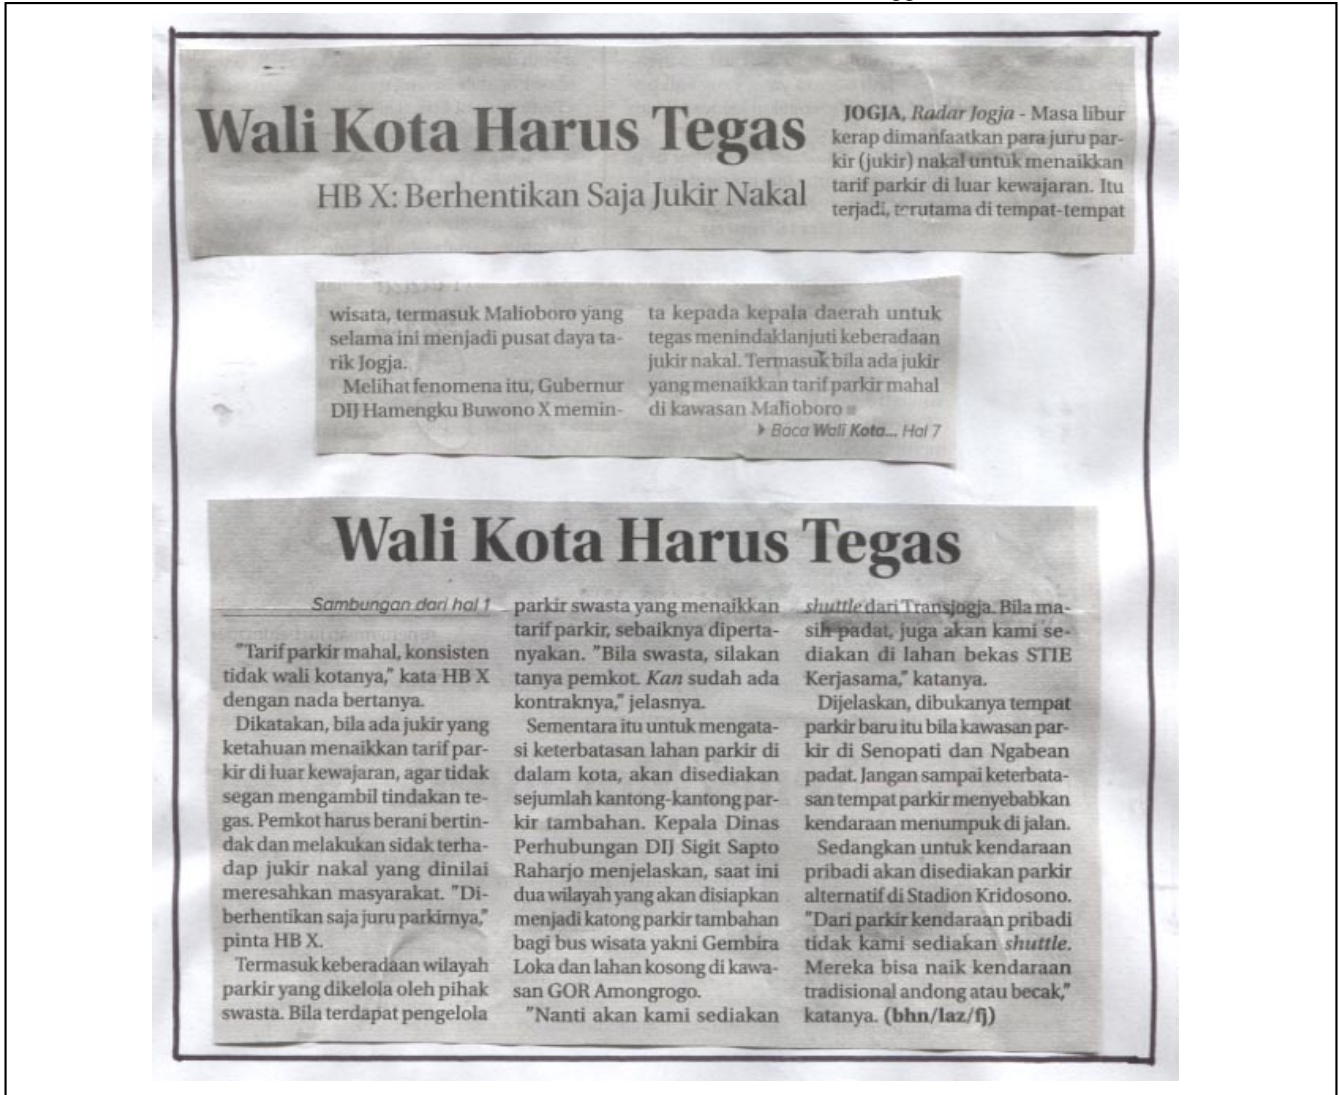 Wali Kota Harus Tegas
HB X: Berhentikan Saja Jukir Nakal
JOGJA, Radar Jogja - Masa libur
kerap dimanfaatkan para juru par-
kir (jukir) nakal untuk menaikkan
tarif parkir di luar kewajaran. Itu
terjadi, terutama di tempat-tempat
wisata, termasuk Malioboro yang
selama ini menjadi pusat daya ta-
rik Jogja.
Melihat fenomena itu, Gubernur
DIJ Hamengku Buwono X memin-
ta kepada kepala daerah untuk
tegas menindaklanjuti keberadaan
jukir nakal. Termasuk bila ada jukir
yang menaikkan tarif parkir mahal
di kawasan Malioboro
Baca Wali Kota... Hal 7
Wali Kota Harus Tegas
Sambungan dari hal 1
"Tarif parkir mahal, konsisten
tidak wali kotanya," kata HB X
dengan nada bertanya.
Dikatakan, bila ada jukir yang
ketahuan menaikkan tarif par-
kir di luar kewajaran, agar tidak
segan mengambil tindakan te-
gas. Pemkot harus berani bertin-
dak dan melakukan sidak terha-
dap jukir nakal yang dinilai
meresahkan masyarakat. "Di-
berhentikan saja juru parkirnya,"
pinta HB X.
Termasuk keberadaan wilayah
parkir yang dikelola oleh pihak
swasta. Bila terdapat pengelola
parkir swasta yang menaikkan
tarif parkir, sebaiknya diperta-
nyakan. "Bila swasta, silakan
tanya pemkot. Kan sudah ada
kontraknya," jelasnya.
Sementara itu untuk mengata-
si keterbatasan lahan parkir di
dalam kota, akan disediakan
sejumlah kantong-kantong par-
kir tambahan. Kepala Dinas
Perhubungan DIJ Sigit Sapto
Raharjo menjelaskan, saat ini
dua wilayah yang akan disiapkan
menjadi katong parkir tambahan
bagi bus wisata yakni Gembira
Loka dan lahan kosong di kawa-
san GOR Amongrogo.
"Nanti akan kami sediakan
shuttle dari Transjogja. Bila ma-
sih padat, juga akan kami se-
diakan di lahan bekas STIE
Kerjasama," katanya.
Dijelaskan, dibukanya tempat
parkir baru itu bila kawasan par-
kir di Senopati dan Ngabean
padat. Jangan sampai keterbata-
san tempat parkir menyebabkan
kendaraan menumpuk di jalan.
Sedangkan untuk kendaraan
pribadi akan disediakan parkir
alternatif di Stadion Kridosono.
"Dari parkir kendaraan pribadi
tidak kami sediakan shuttle.
Mereka bisa naik kendaraan
tradisional andong atau becak,"
katanya. (bhn/laz/fj)